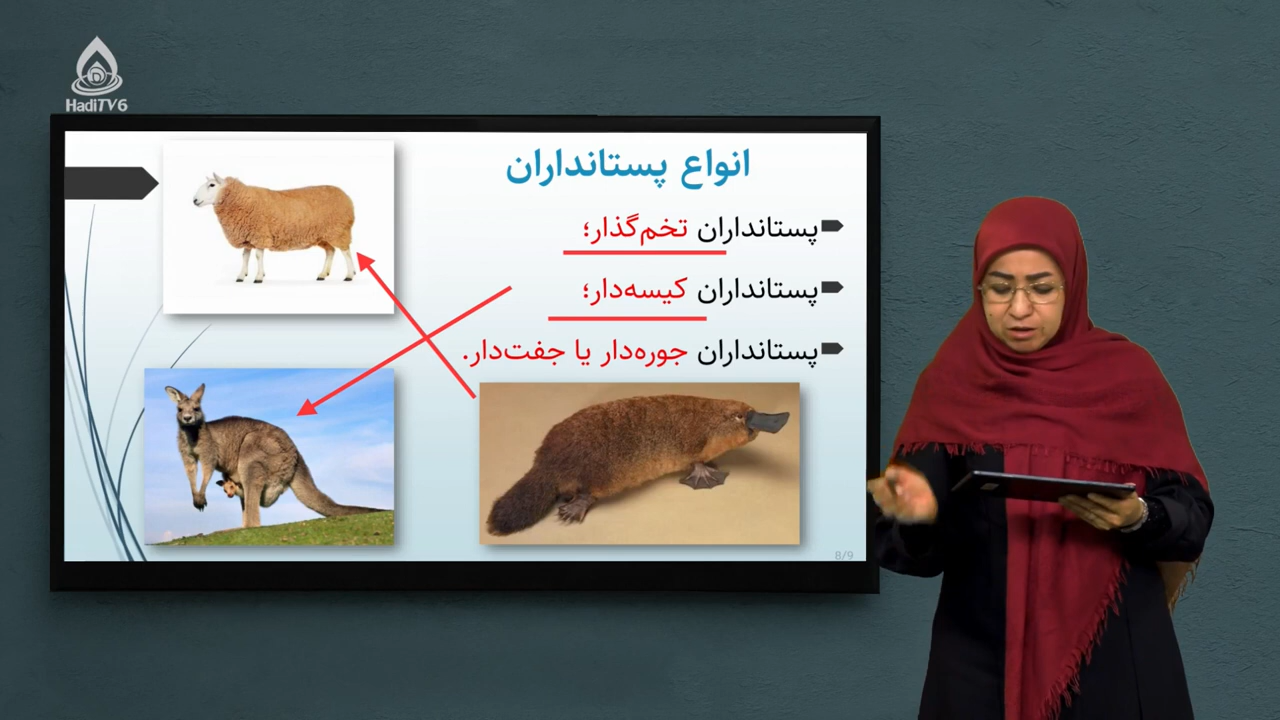 HadiTV6
انواع پستانداران
پستانداران تخم‌گذار؛
پستانداران کیسه‌دار؛
پستانداران جوره‌دار یا جفت‌دار.
8/9